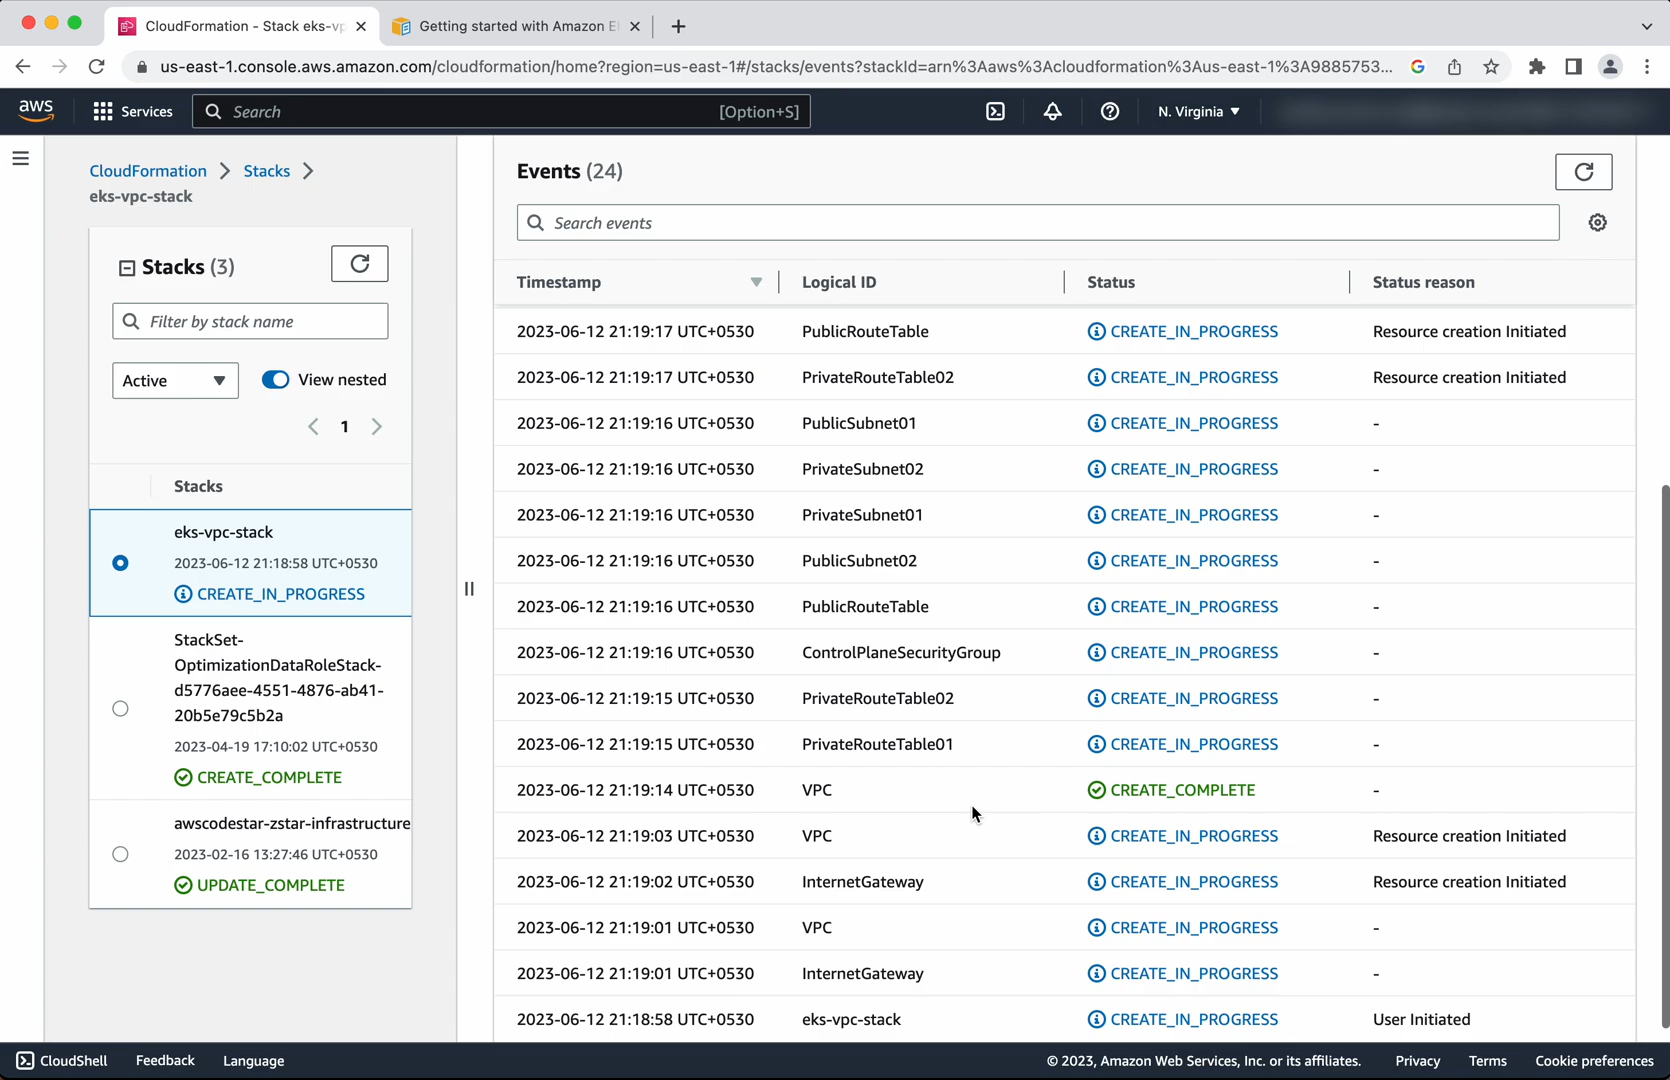 CloudFormation - Stack eks-vp
Getting started with Amazon E
us-east-1.console.aws.amazon.com/cloudformation/home?region=us-east-1#/stacks/events?stackId=arn%3Aaws%3Acloudformation%3Aus-east-1%3A9885753...
aws
Services
Search
[Option+S]
N. Virginia
CloudFormation
Stacks
eks-vpc-stack
Stacks (3)
Filter by stack name
Active
View nested
1
Stacks
eks-vpc-stack
2023-06-12 21:18:58 UTC+0530
CREATE_IN_PROGRESS
StackSet-
OptimizationDataRoleStack-
d5776aee-4551-4876-ab41-
20b5e79c5b2a
2023-04-19 17:10:02 UTC+0530
CREATE_COMPLETE
awscodestar-zstar-infrastructure
2023-02-16 13:27:46 UTC+0530
UPDATE_COMPLETE
Events (24)
Search events
Timestamp Logical ID Status Status reason
2023-06-12 21:19:17 UTC+0530 PublicRouteTable CREATE_IN_PROGRESS Resource creation Initiated
2023-06-12 21:19:17 UTC+0530 PrivateRouteTable02 CREATE_IN_PROGRESS Resource creation Initiated
2023-06-12 21:19:16 UTC+0530 PublicSubnet01 CREATE_IN_PROGRESS -
2023-06-12 21:19:16 UTC+0530 PrivateSubnet02 CREATE_IN_PROGRESS -
2023-06-12 21:19:16 UTC+0530 PrivateSubnet01 CREATE_IN_PROGRESS -
2023-06-12 21:19:16 UTC+0530 PublicSubnet02 CREATE_IN_PROGRESS -
2023-06-12 21:19:16 UTC+0530 PublicRouteTable CREATE_IN_PROGRESS -
2023-06-12 21:19:16 UTC+0530 ControlPlaneSecurityGroup CREATE_IN_PROGRESS -
2023-06-12 21:19:15 UTC+0530 PrivateRouteTable02 CREATE_IN_PROGRESS -
2023-06-12 21:19:15 UTC+0530 PrivateRouteTable01 CREATE_IN_PROGRESS -
2023-06-12 21:19:14 UTC+0530 VPC CREATE_COMPLETE -
2023-06-12 21:19:03 UTC+0530 VPC CREATE_IN_PROGRESS Resource creation Initiated
2023-06-12 21:19:02 UTC+0530 InternetGateway CREATE_IN_PROGRESS Resource creation Initiated
2023-06-12 21:19:01 UTC+0530 VPC CREATE_IN_PROGRESS -
2023-06-12 21:19:01 UTC+0530 InternetGateway CREATE_IN_PROGRESS -
2023-06-12 21:18:58 UTC+0530 eks-vpc-stack CREATE_IN_PROGRESS User Initiated
CloudShell Feedback Language © 2023, Amazon Web Services, Inc. or its affiliates. Privacy Terms Cookie preferences